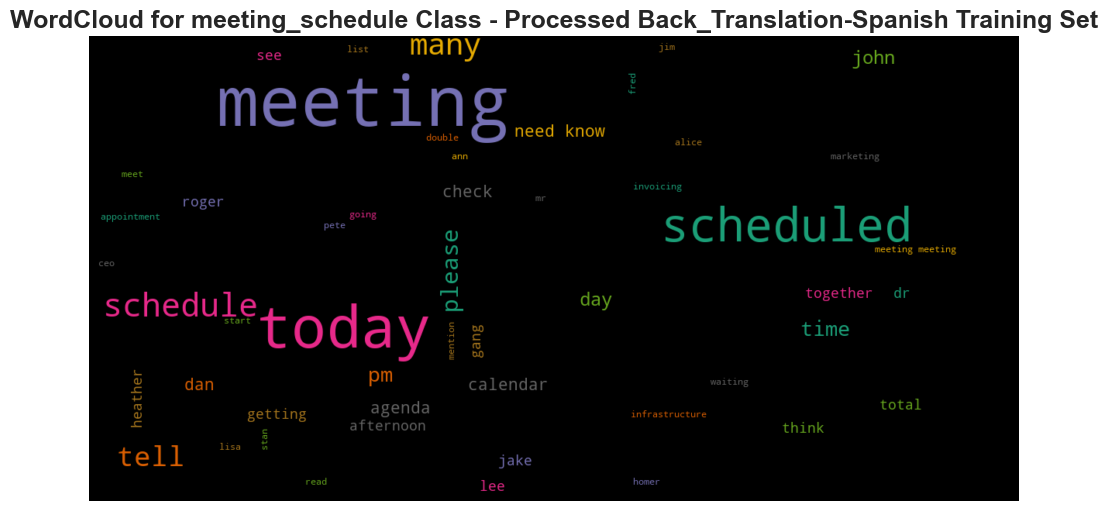 WordCloud for meeting_schedule Class - Processed Back_Translation-Spanish Training Set
many
list
jim
see
john
fred
meeting
need know
double
alice
ann
marketing
meet
check
invoicing
mr
roger
appointment
going
pete
scheduled
please
meeting meeting
ceo
together
dr
day
schedule
start
today
time
mention
gang
pm
dan
calendar
waiting
heather
agenda
total
getting
infrastructure
afternoon
think
stan
lisa
tell
jake
read
lee
homer